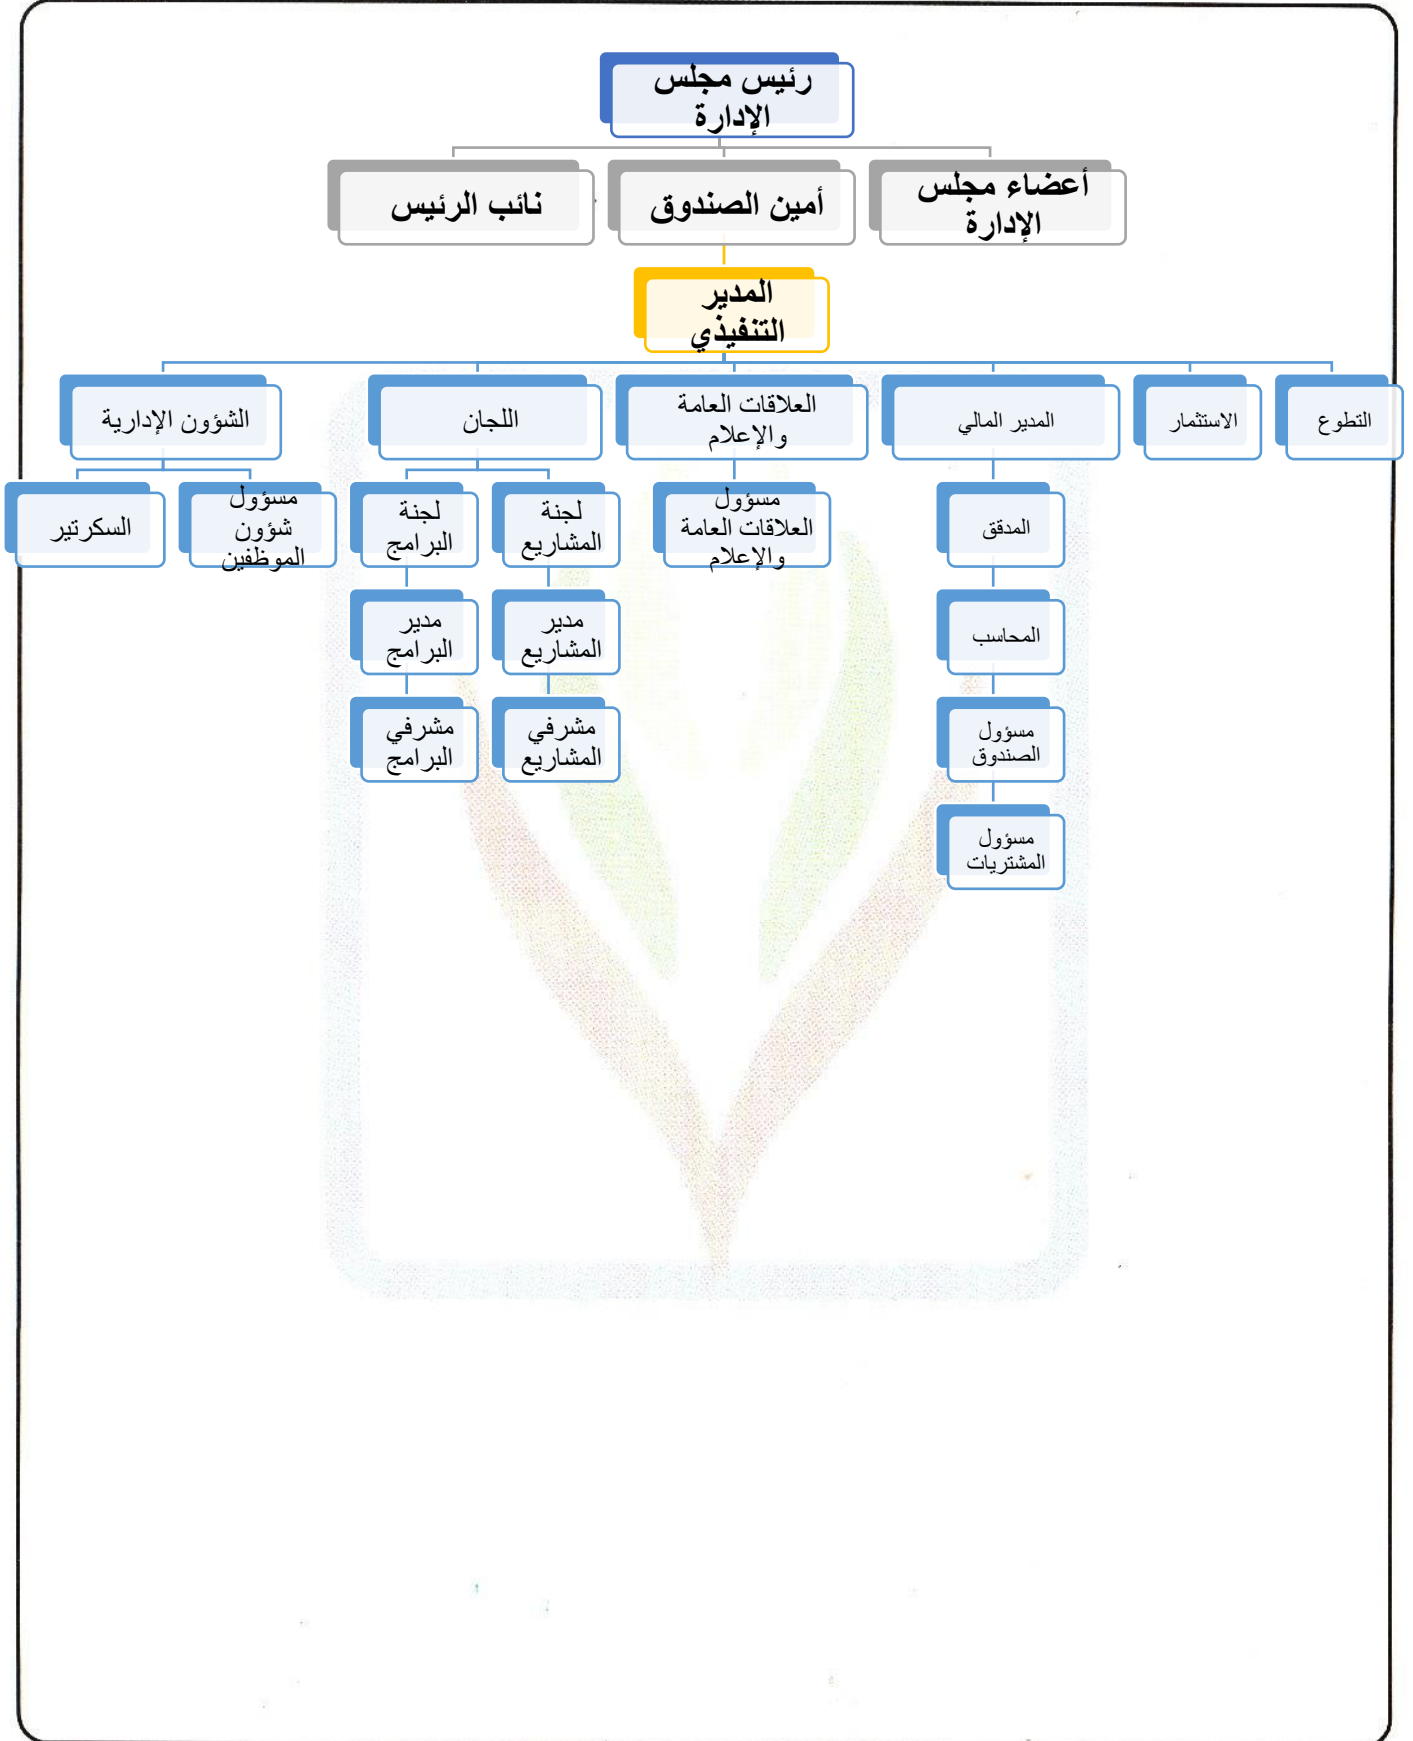 رئيس مجلس
الإدارة
أعضاء مجلس
الإدارة
أمين الصندوق
نائب الرئيس
المدير
التنفيذي
التطوع
الاستثمار
المدير المالي
العلاقات العامة
والإعلام
اللجان
الشؤون الإدارية
المدقق
مسؤول
العلاقات العامة
والإعلام
لجنة
المشاريع
لجنة
البرامج
مسؤول
شؤون
الموظفين
السكرتير
المحاسب
مدير
المشاريع
مدير
البرامج
مسؤول
الصندوق
مشرفي
المشاريع
مشرفي
البرامج
مسؤول
المشتريات